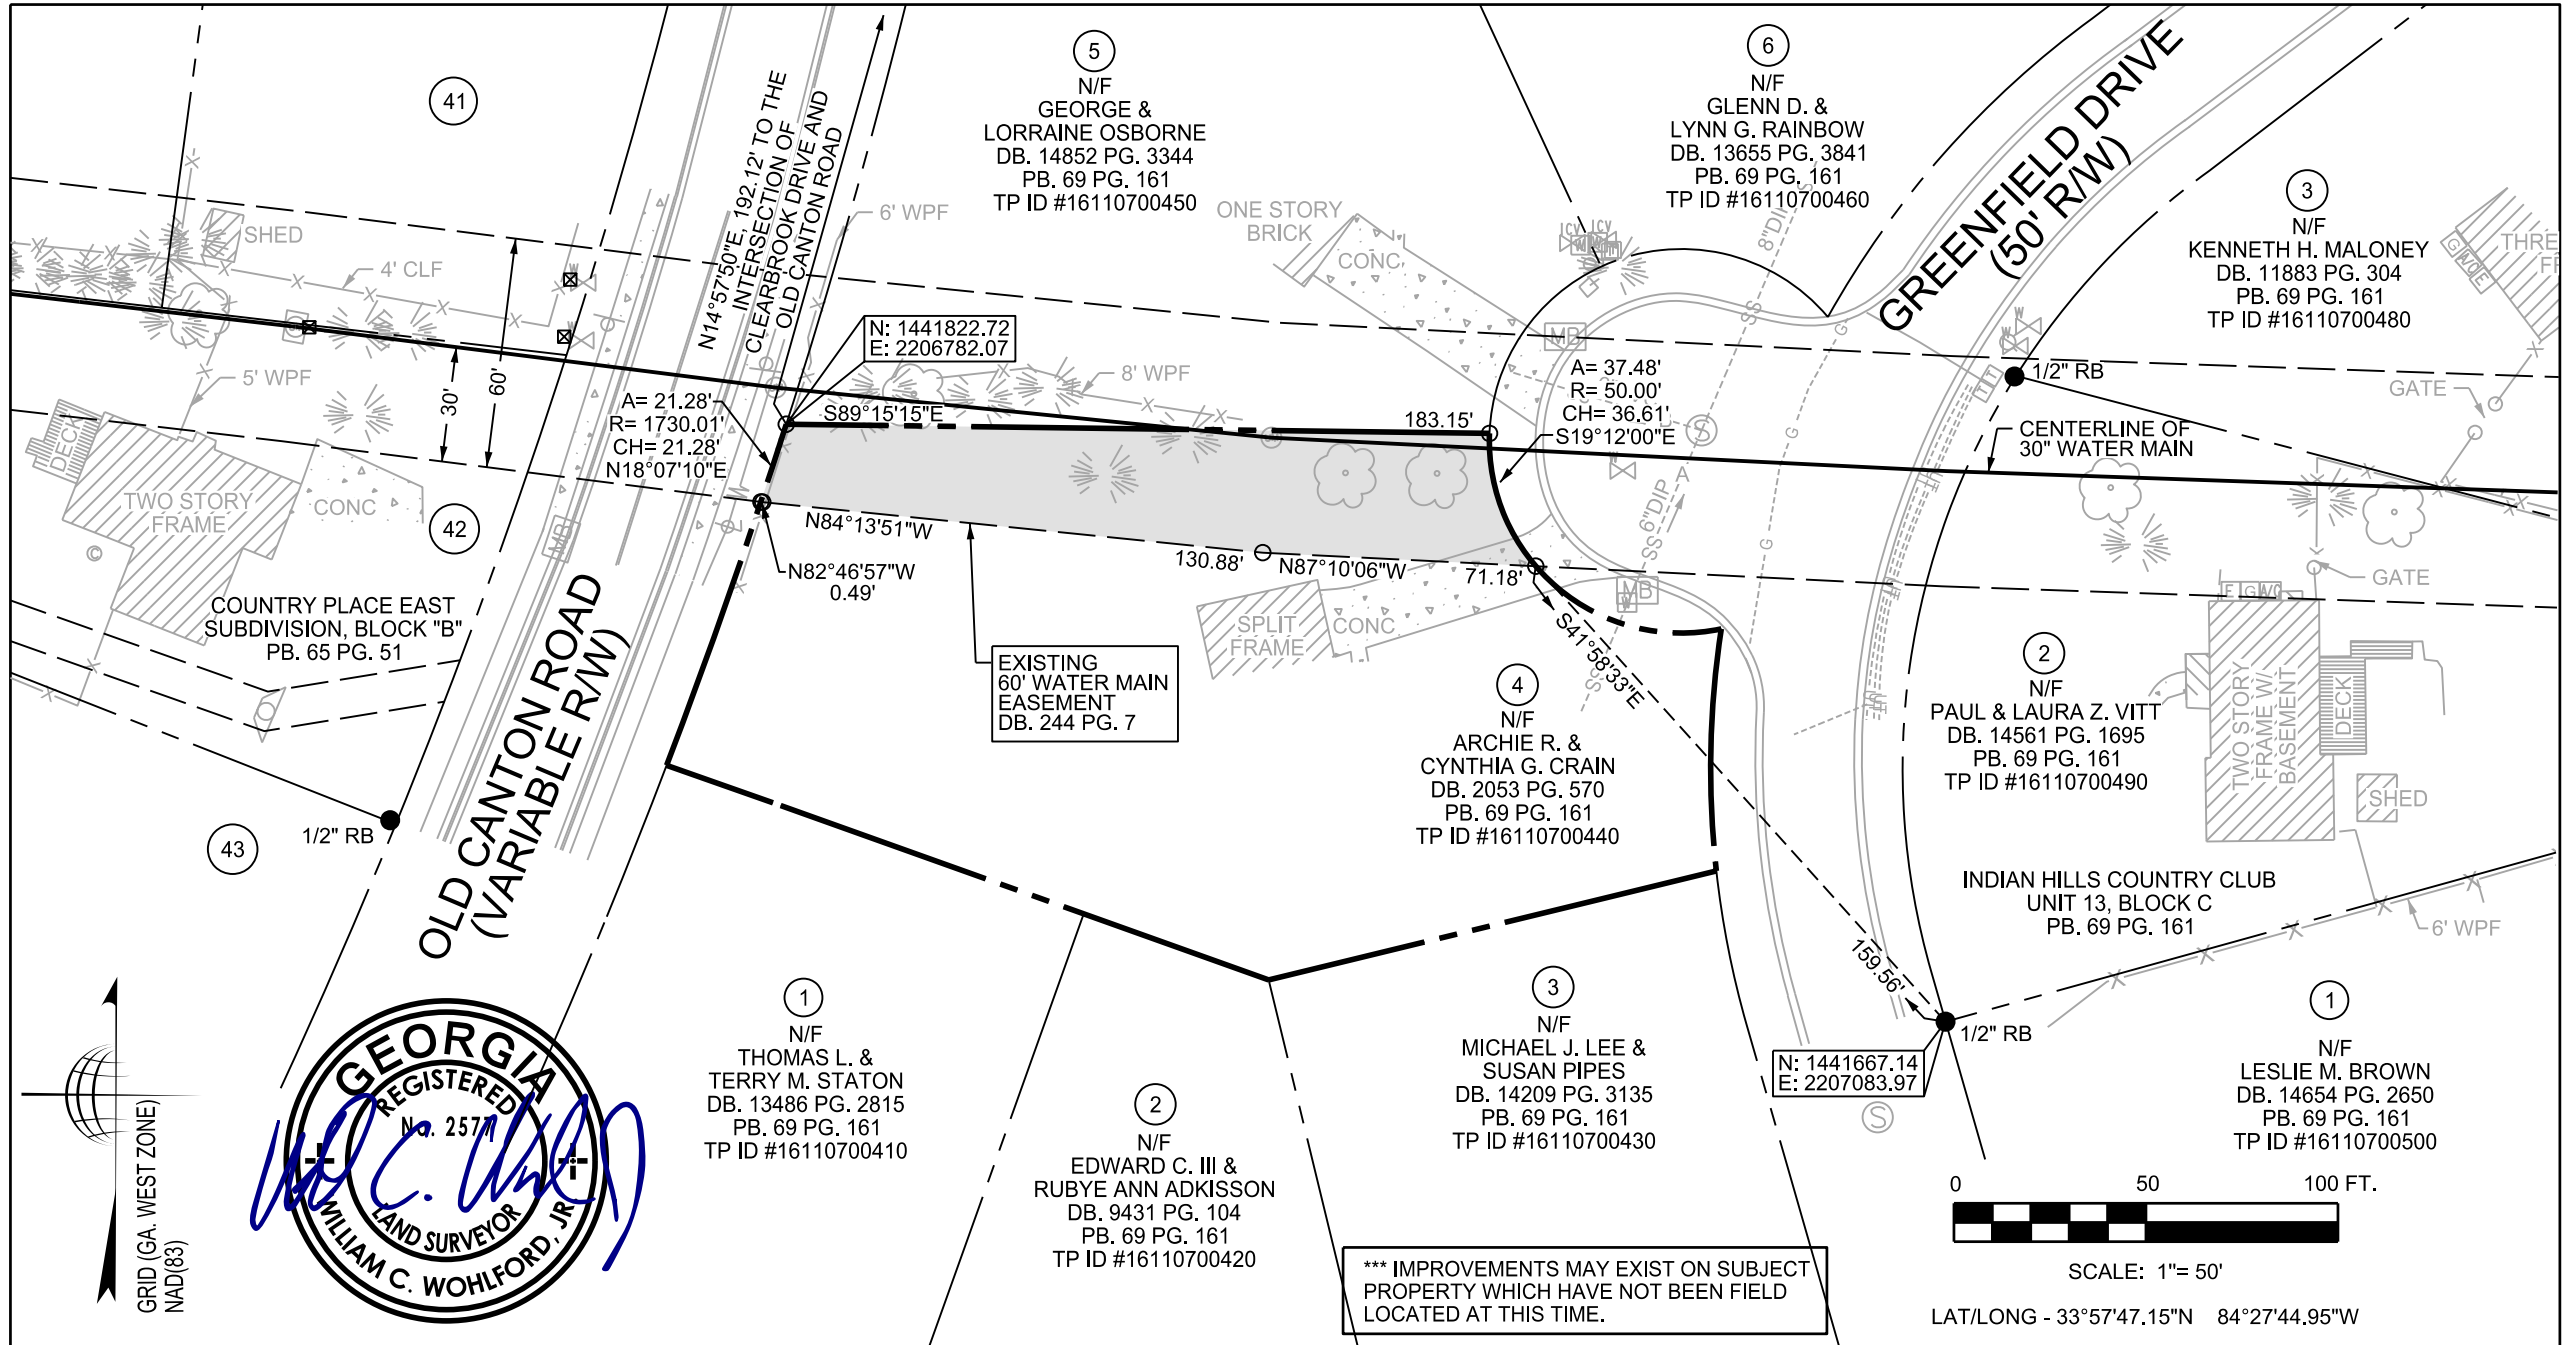 41
42
43
5
N/F
GEORGE &
LORRAINE OSBORNE
DB. 14852 PG. 3344
PB. 69 PG. 161
TP ID #16110700450
6
N/F
GLENN D. &
LYNN G. RAINBOW
DB. 13655 PG. 3841
PB. 69 PG. 161
TP ID #16110700460
GREENFIELD DRIVE
(50' R/W)
3
N/F
KENNETH H. MALONEY
DB. 11883 PG. 304
PB. 69 PG. 161
TP ID #16110700480
N14°57'50"E, 192.12' TO THE
INTERSECTION OF
CLEARBROOK DRIVE AND
OLD CANTON ROAD
6' WPF
SHED
4' CLF
5' WPF
30'
60'
DECK
TWO STORY
FRAME
CONC
MB
N: 1441822.72
E: 2206782.07
8' WPF
ONE STORY
BRICK
CONC
MB
8"DIP
SS
SS
A= 21.28'
R= 1730.01'
CH= 21.28'
N18°07'10"E
S89°15'15"E
183.15'
A= 37.48'
R= 50.00'
CH= 36.61'
S19°12'00"E
S
G
G
G
1/2" RB
CENTERLINE OF
30" WATER MAIN
GATE
GATE
N84°13'51"W
130.88'
N87°10'06"W
71.18'
N82°46'57"W
0.49'
SS
6"DIP
MB
COUNTRY PLACE EAST
SUBDIVISION, BLOCK "B"
PB. 65 PG. 51
OLD CANTON ROAD
(VARIABLE R/W)
EXISTING
60' WATER MAIN
EASEMENT
DB. 244 PG. 7
SPLIT
FRAME
CONC
S41°58'33"E
159.56'
4
N/F
ARCHIE R. &
CYNTHIA G. CRAIN
DB. 2053 PG. 570
PB. 69 PG. 161
TP ID #16110700440
2
N/F
PAUL & LAURA Z. VITT
DB. 14561 PG. 1695
PB. 69 PG. 161
TP ID #16110700490
TWO STORY
FRAME W/
BASEMENT
DECK
SHED
INDIAN HILLS COUNTRY CLUB
UNIT 13, BLOCK C
PB. 69 PG. 161
6' WPF
1/2" RB
1/2" RB
N: 1441667.14
E: 2207083.97
S
1
N/F
THOMAS L. &
TERRY M. STATON
DB. 13486 PG. 2815
PB. 69 PG. 161
TP ID #16110700410
2
N/F
EDWARD C. III &
RUBYE ANN ADKISSON
DB. 9431 PG. 104
PB. 69 PG. 161
TP ID #16110700420
3
N/F
MICHAEL J. LEE &
SUSAN PIPES
DB. 14209 PG. 3135
PB. 69 PG. 161
TP ID #16110700430
1
N/F
LESLIE M. BROWN
DB. 14654 PG. 2650
PB. 69 PG. 161
TP ID #16110700500
GRID (GA. WEST ZONE)
NAD(83)
GEORGIA
REGISTERED
No. 2577
LAND SURVEYOR
WILLIAM C. WOHLFORD, JR.
*** IMPROVEMENTS MAY EXIST ON SUBJECT
PROPERTY WHICH HAVE NOT BEEN FIELD
LOCATED AT THIS TIME.
0 50 100 FT.
SCALE: 1"= 50'
LAT/LONG - 33°57'47.15"N 84°27'44.95"W